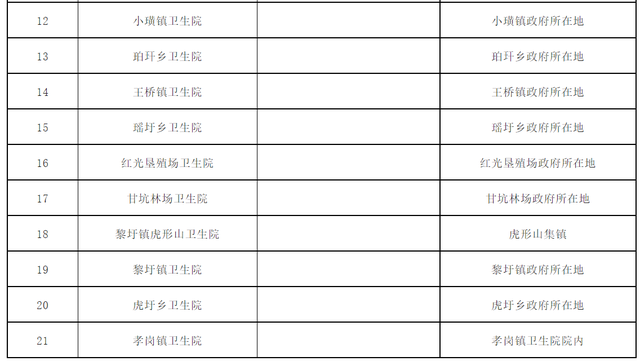 12 小璜镇卫生院 小璜镇政府所在地
13 珀玕乡卫生院 珀玕乡政府所在地
14 王桥镇卫生院 王桥镇政府所在地
15 瑶圩乡卫生院 瑶圩乡政府所在地
16 红光垦殖场卫生院 红光垦殖场政府所在地
17 甘坑林场卫生院 甘坑林场政府所在地
18 黎圩镇虎形山卫生院 虎形山集镇
19 黎圩镇卫生院 黎圩镇政府所在地
20 虎圩乡卫生院 虎圩乡政府所在地
21 孝岗镇卫生院 孝岗镇卫生院院内